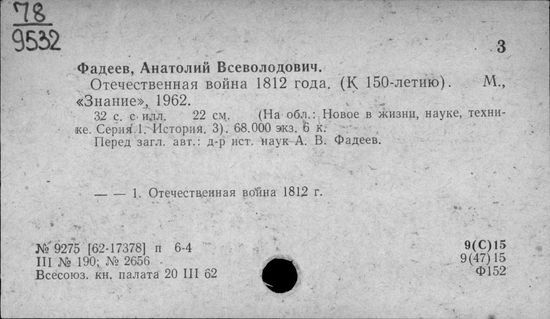 78
9532
3
Фадеев, Анатолий Всеволодович.
Отечественная война 1812 года. (К 150-летию). М.,
«Знание», 1962.
32 с. с илл. 22 см. (На обл.: Новое в жизни, науке, техни-
ке. Серия 1. История. 3). 68.000 экз. 6 к.
Перед загл. авт.: д-р ист. наук А. В. Фадеев.
— — 1. Отечественная война 1812 г.
№ 9275 [62-17378] п 6-4
III № 190; № 2656
Всесоюз. кн. палата 20 III 62
9(С)15
9(47)15
Ф152